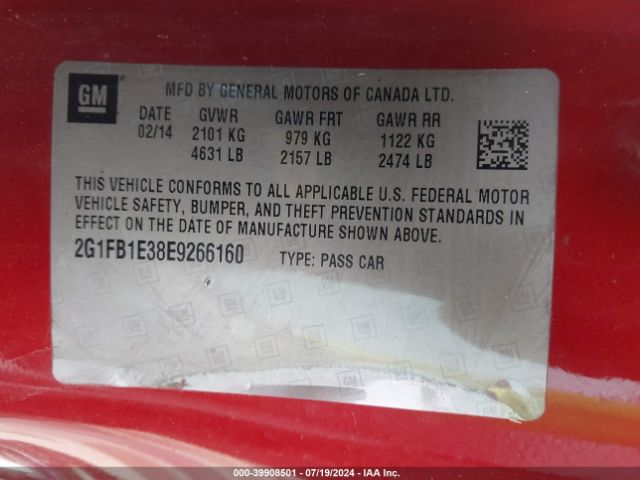 GM
MFD BY GENERAL MOTORS OF CANADA LTD.
DATE GVWR GAWR FRT GAWR RR
02/14 2101 KG 979 KG 1122 KG
4631 LB 2157 LB 2474 LB
THIS VEHICLE CONFORMS TO ALL APPLICABLE U.S. FEDERAL MOTOR
VEHICLE SAFETY, BUMPER, AND THEFT PREVENTION STANDARDS IN
EFFECT ON THE DATE OF MANUFACTURE SHOWN ABOVE.
2G1FB1E38E9266160 TYPE: PASS CAR
000-39908501 / 07/19/2024 - IAA Inc.